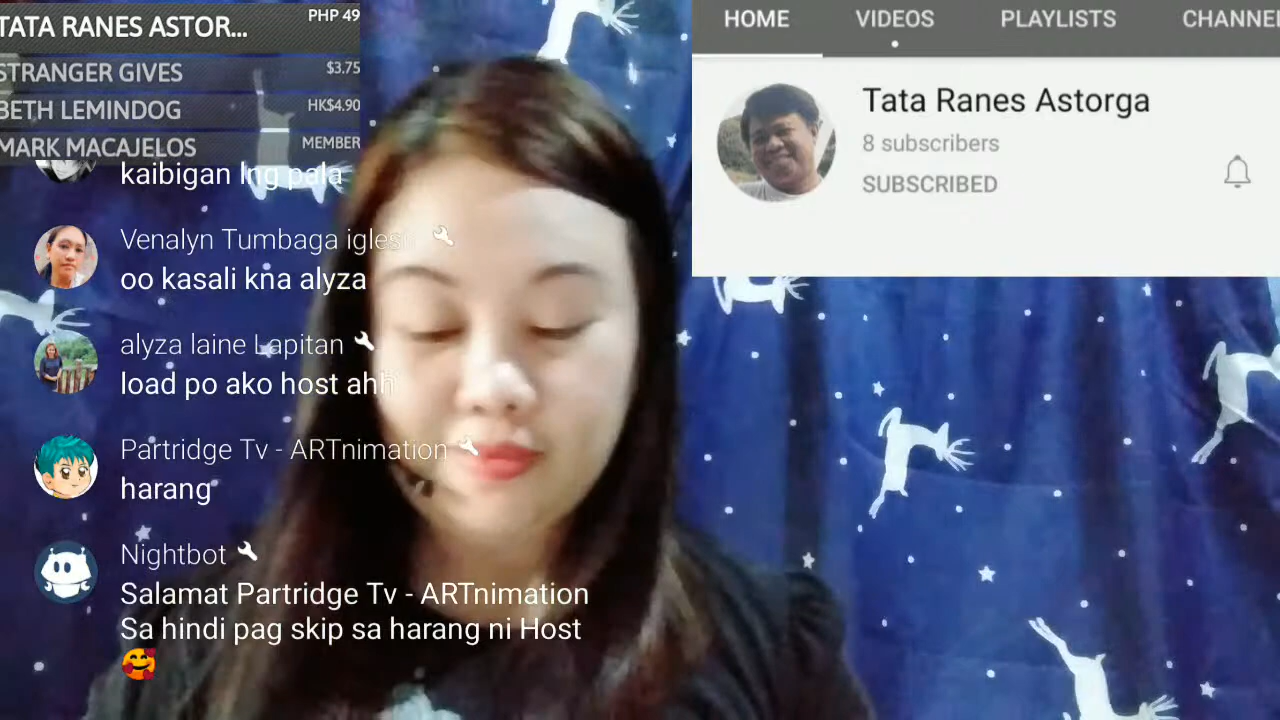 TATA RANES ASTOR... PHP 49
STRANGER GIVES $3.75
BETH LEMINDOG HK$4.90
MARK MACAJELOS MEMBER
kaibigan lng pala
Venalyn Tumbaga iglesi
oo kasali kna alyza
alyza laine Lapitan
load po ako host ahh
Partridge Tv - ARTnimation
harang
Nightbot
Salamat Partridge Tv - ARTnimation
Sa hindi pag skip sa harang ni Host
🥰
HOME VIDEOS PLAYLISTS CHANNEL
Tata Ranes Astorga
8 subscribers
SUBSCRIBED